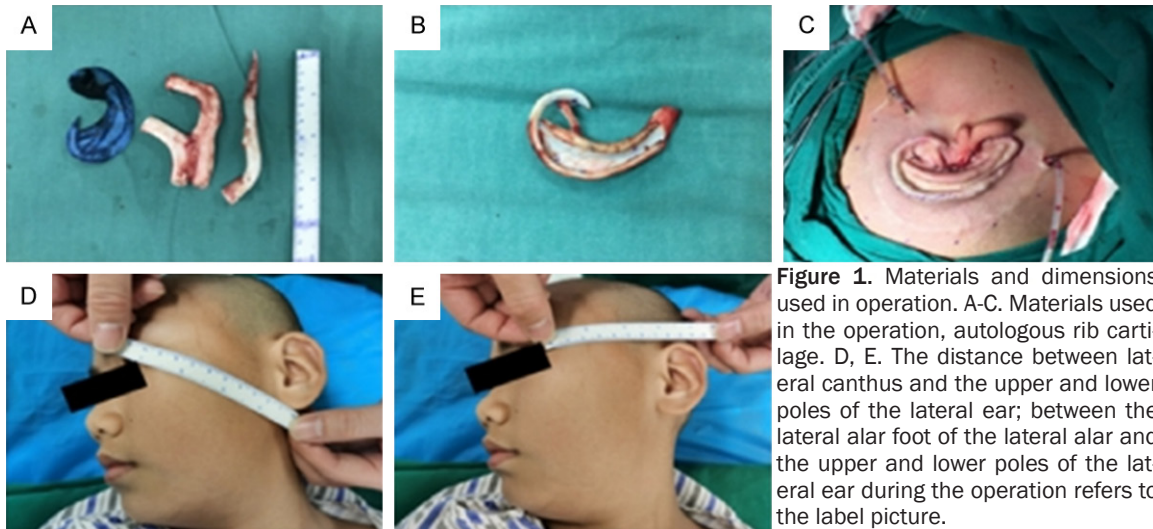 A
B
C
D
E
Figure 1. Materials and dimensions
used in operation. A-C. Materials used
in the operation, autologous rib carti-
lage. D, E. The distance between lat-
eral canthus and the upper and lower
poles of the lateral ear; between the
lateral alar foot of the lateral alar and
the upper and lower poles of the lat-
eral ear during the operation refers to
the label picture.